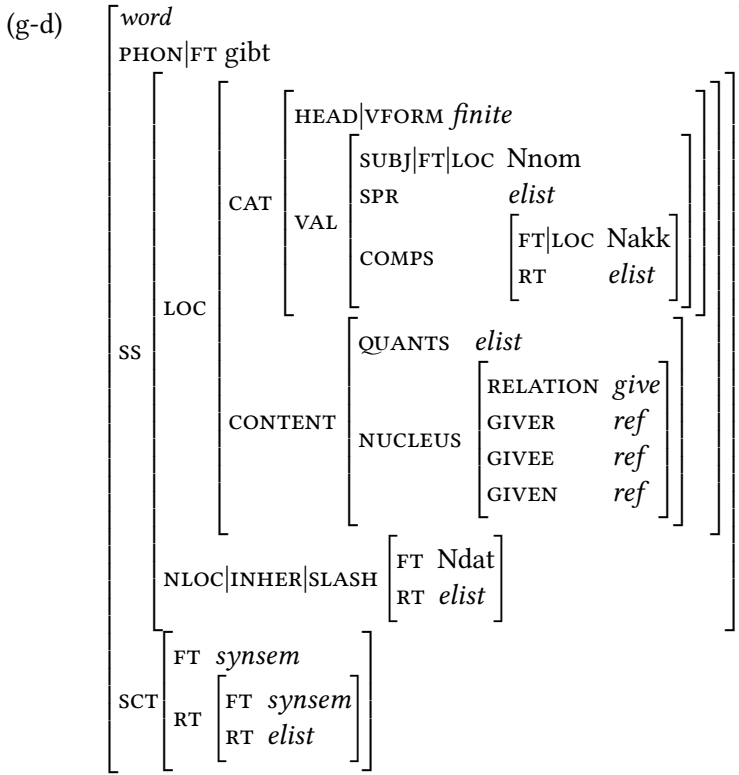 (g-d)
word
PHON|FT gibt
HEAD|VFORM finite
SUBJ|FT|LOC Nnom
SPR elist
CAT
VAL
FT|LOC Nakk
COMPS
RT elist
LOC
QUANTS elist
SS
RELATION give
GIVER ref
CONTENT
NUCLEUS
GIVEE ref
GIVEN ref
FT Ndat
NLOC|INHER|SLASH
RT elist
FT synsem
SCT
FT synsem
RT
RT elist